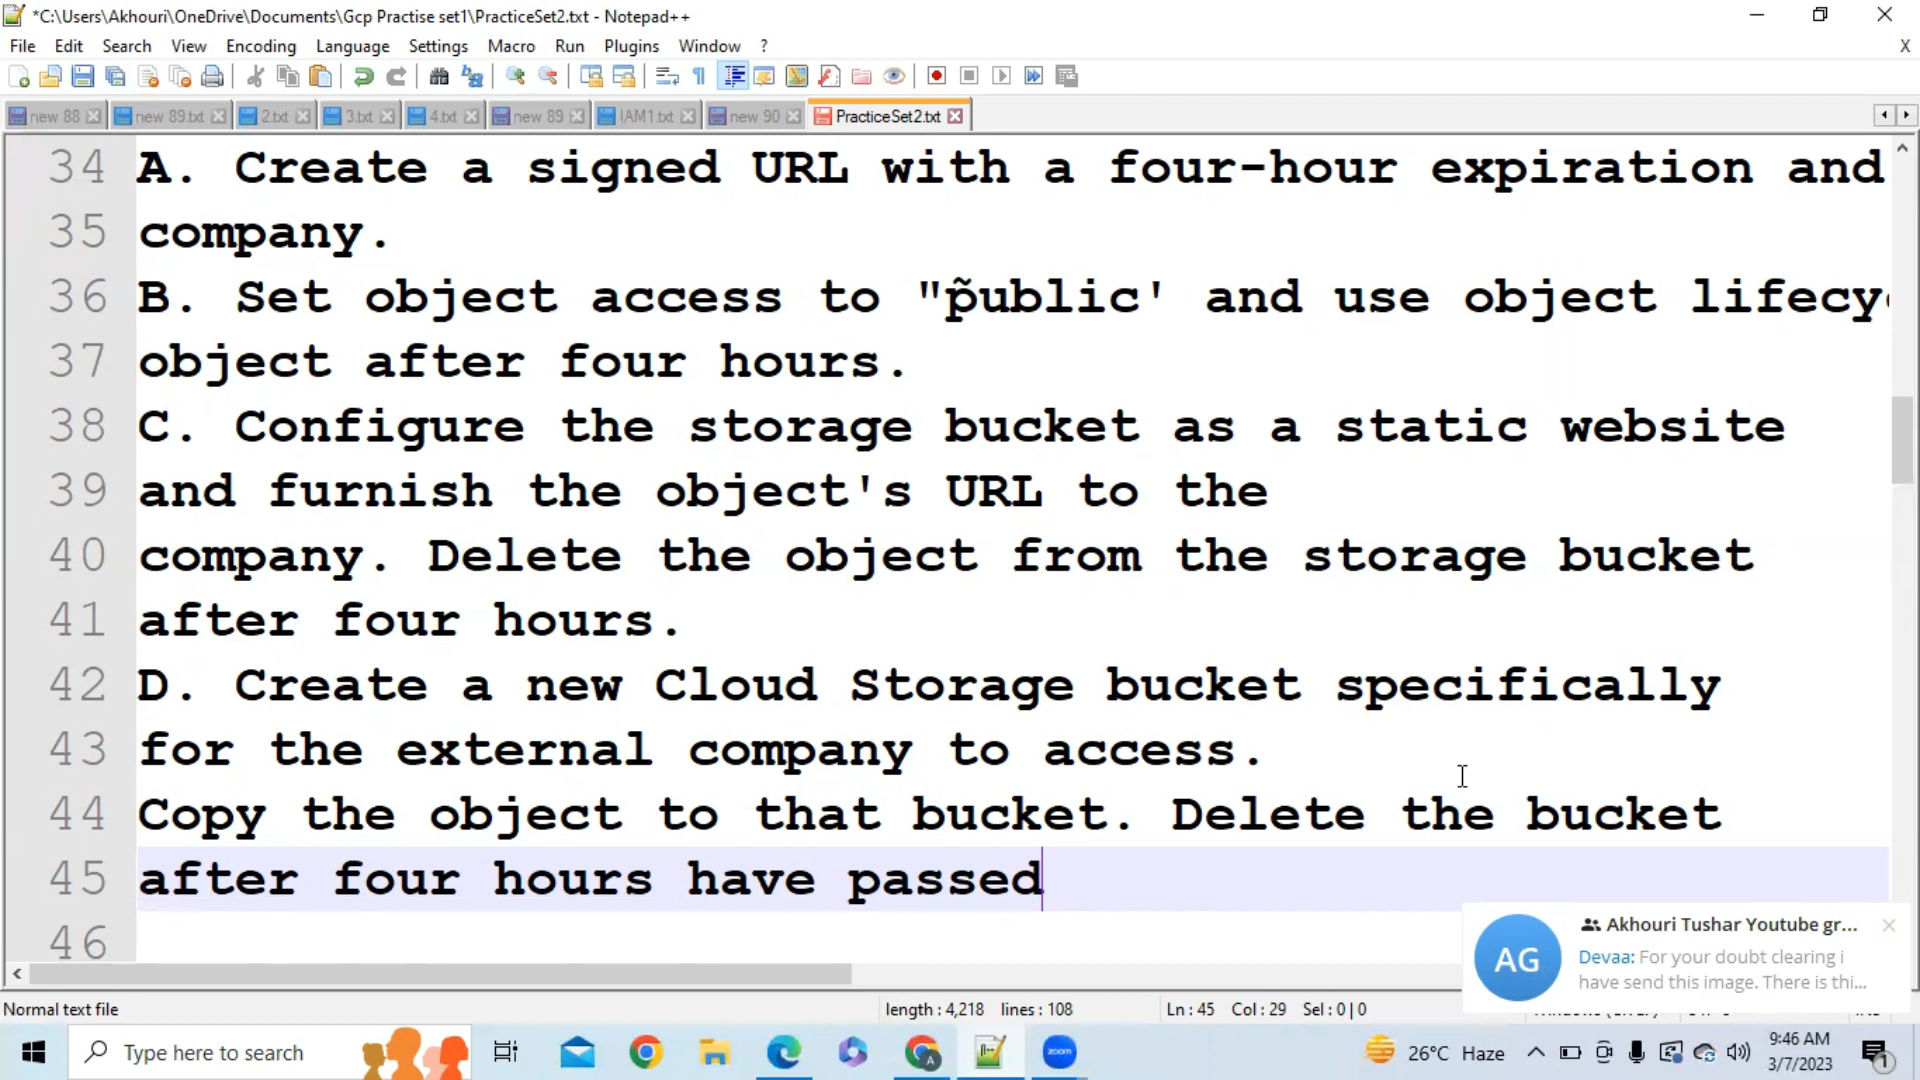 *C:\Users\Akhouri\OneDrive\Documents\Gcp Practise set1\PracticeSet2.txt - Notepad++
File Edit Search View Encoding Language Settings Macro Run Plugins Window ?
X
new 88 new 89.txt 2.txt 3.txt 4.txt new 89 IAM1.txt new 90 PracticeSet2.txt
34 A. Create a signed URL with a four-hour expiration and
35 company.
36 B. Set object access to "p̃ublic' and use object lifecy
37 object after four hours.
38 C. Configure the storage bucket as a static website
39 and furnish the object's URL to the
40 company. Delete the object from the storage bucket
41 after four hours.
42 D. Create a new Cloud Storage bucket specifically
43 for the external company to access.
44 Copy the object to that bucket. Delete the bucket
45 after four hours have passed
46
AG
Akhouri Tushar Youtube gr...
Devaa: For your doubt clearing i
have send this image. There is thi...
Normal text file length : 4,218 lines : 108 Ln : 45 Col : 29 Sel : 0 | 0
Type here to search
zoom
26°C Haze
9:46 AM
3/7/2023
1